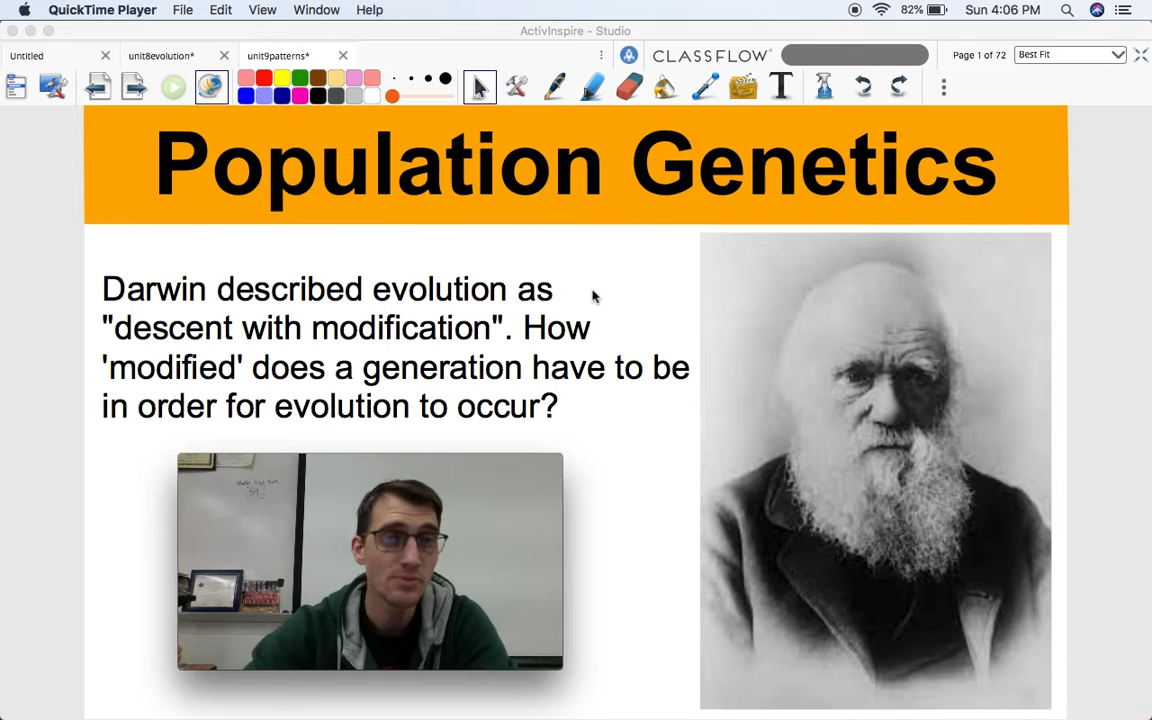 QuickTime Player File Edit View Window Help 82% Sun 4:06 PM
ActivInspire - Studio
Untitled unit8evolution* unit9patterns* CLASSFLOW Page 1 of 72 Best Fit
T
Population Genetics
Darwin described evolution as
"descent with modification". How
'modified' does a generation have to be
in order for evolution to occur?